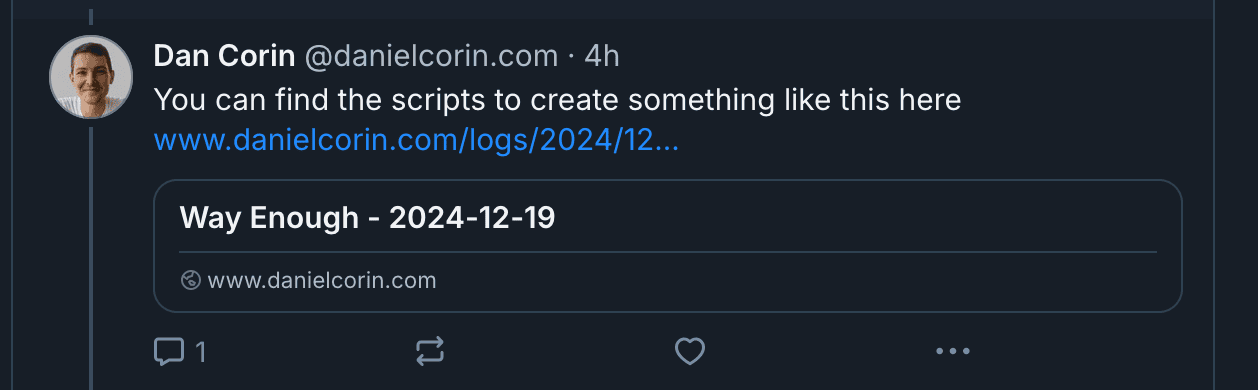 Dan Corin @danielcorin.com · 4h
You can find the scripts to create something like this here
www.danielcorin.com/logs/2024/12...
Way Enough - 2024-12-19
www.danielcorin.com
1